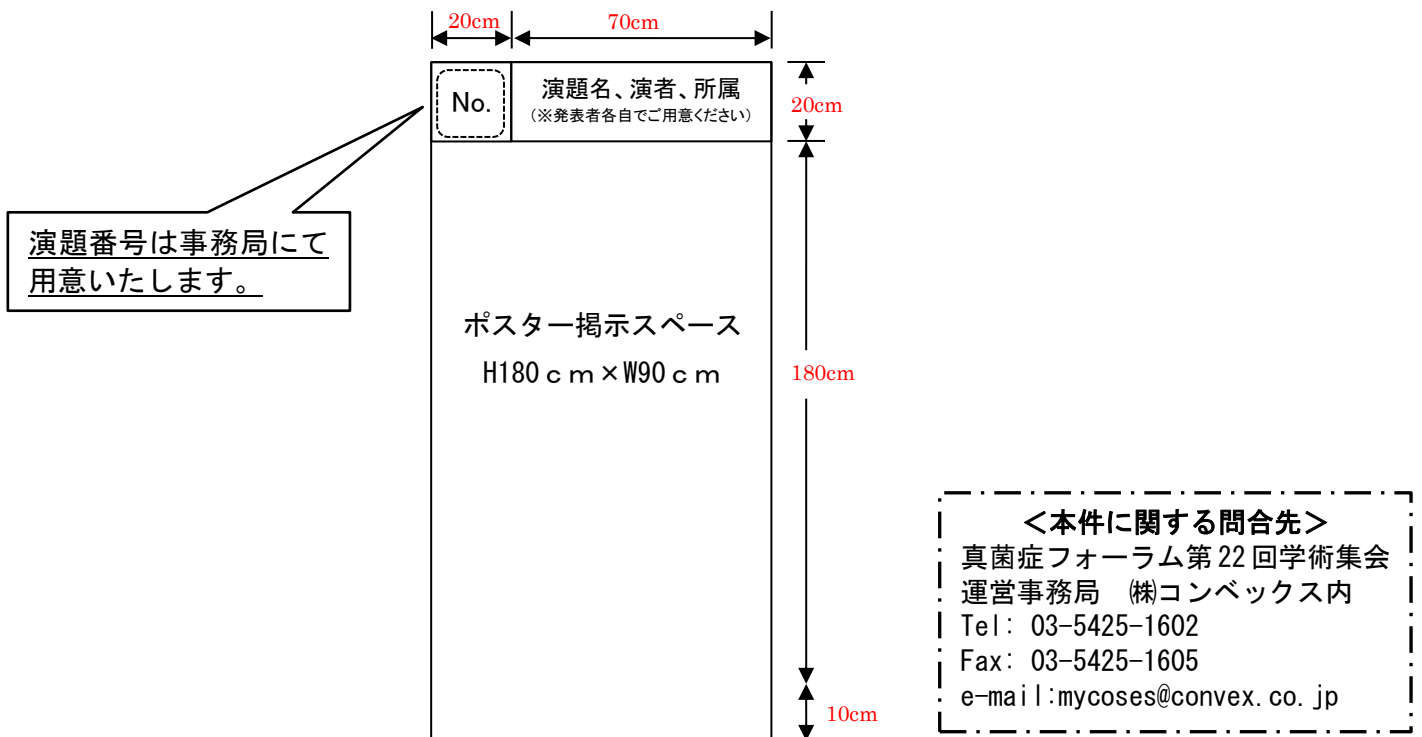 20cm
70cm
No.
演題名、演者、所属
(※発表者各自でご用意ください)
20cm
演題番号は事務局にて
用意いたします。
ポスター掲示スペース
H180ｃｍ×W90ｃｍ
180cm
10cm
＜本件に関する問合先＞
真菌症フォーラム第22回学術集会
運営事務局　㈱コンベックス内
Tel: 03-5425-1602
Fax: 03-5425-1605
e-mail:mycoses@convex.co.jp